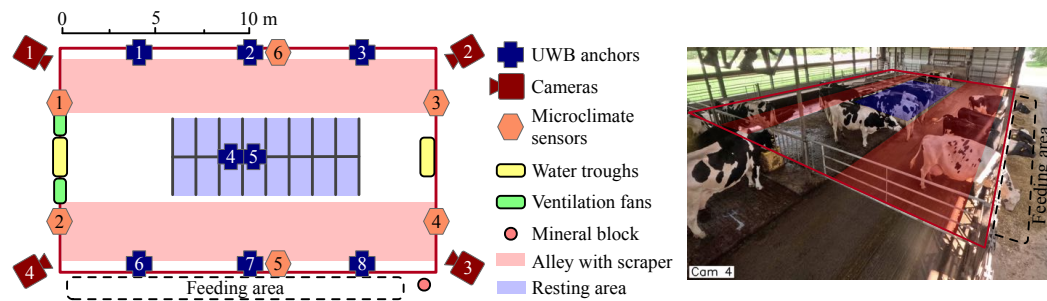 0 5 10 m
1 1 2 6 3 2
1 3
4 5
2 4
4 6 7 5 8 3
Feeding area
UWB anchors
Cameras
Microclimate
sensors
Water troughs
Ventilation fans
Mineral block
Alley with scraper
Resting area
Feeding area
Cam 4